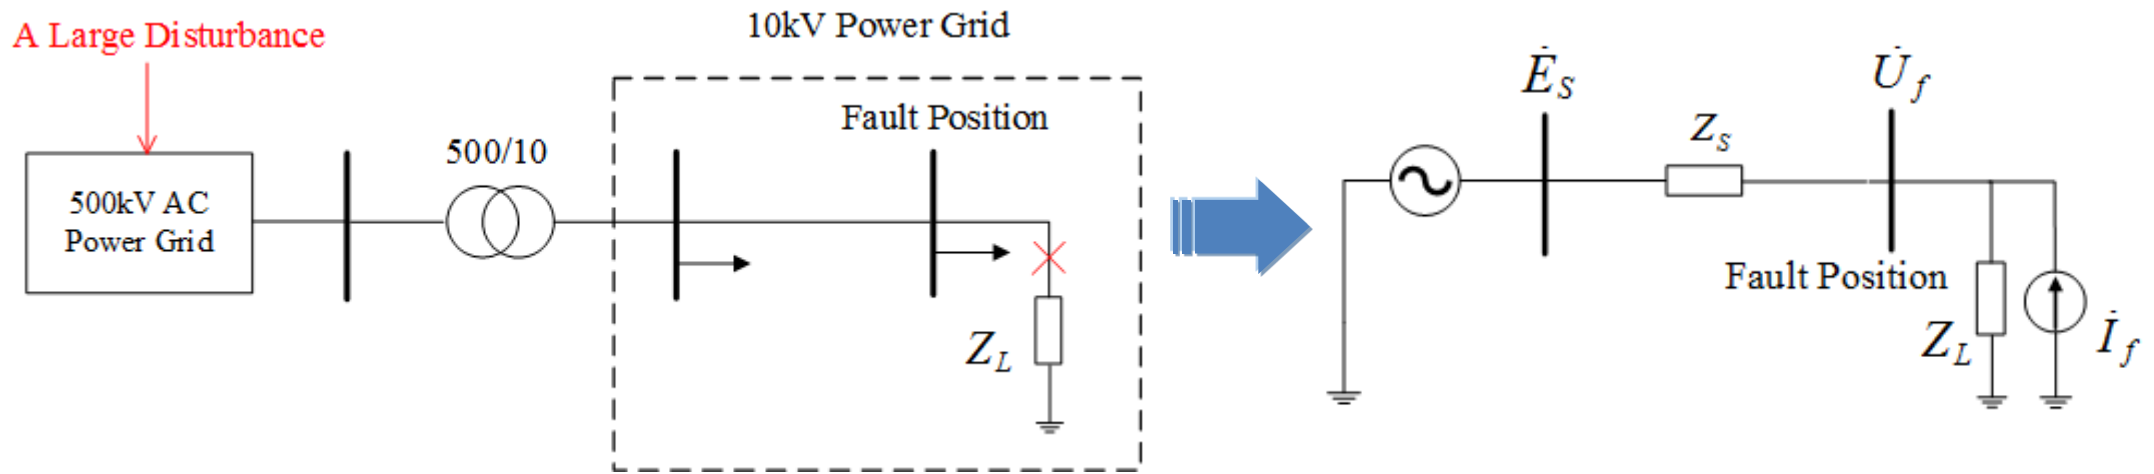 A Large Disturbance
500kV AC
Power Grid
500/10
10kV Power Grid
Fault Position
Z_L
Ė_S
Z_S
U̇_f
Fault Position
Z_L
İ_f